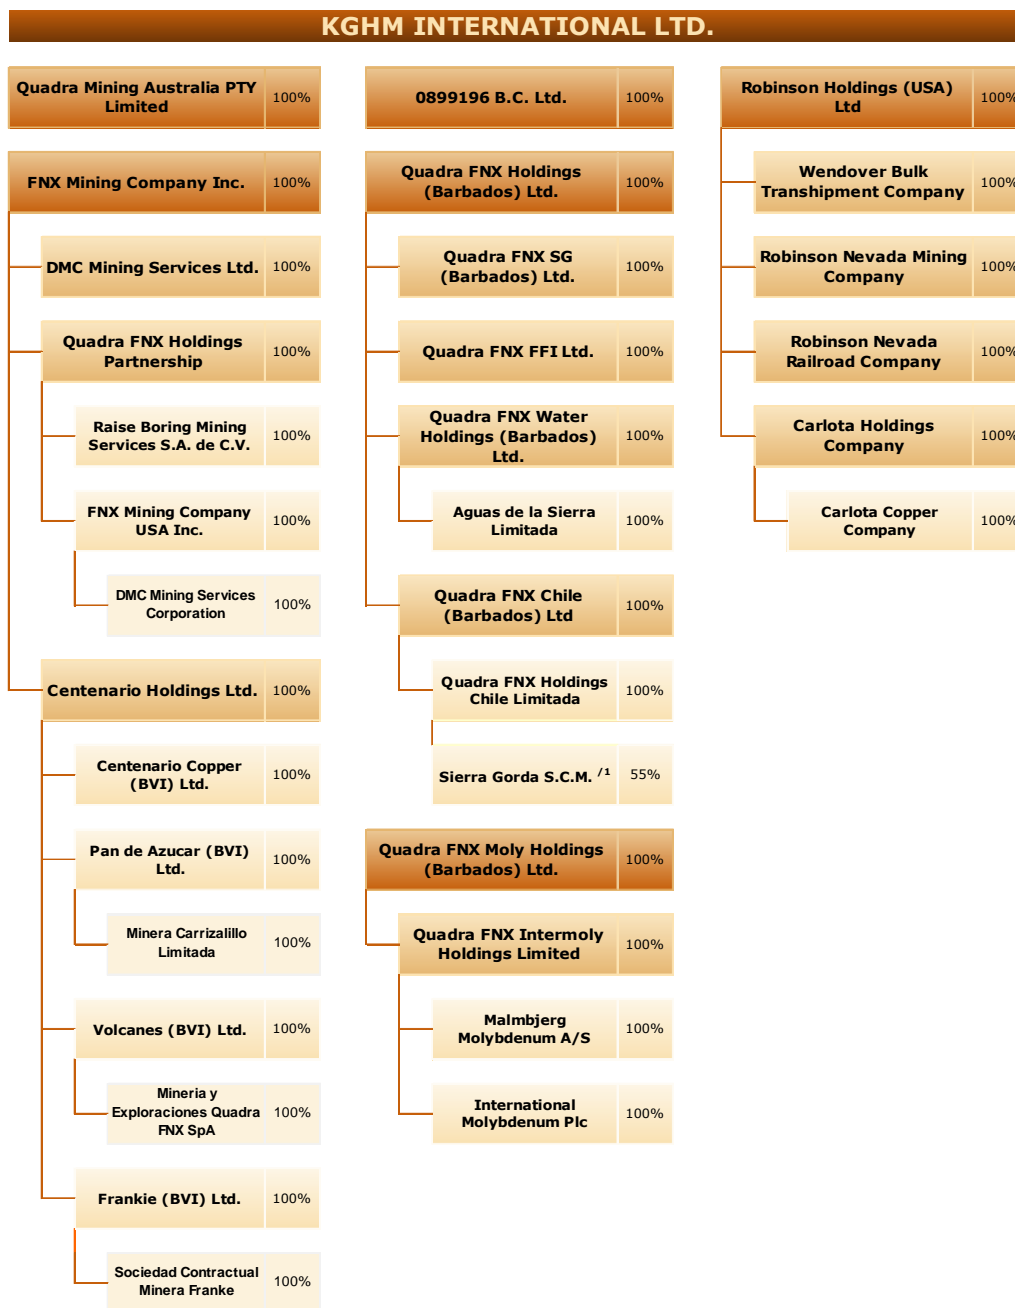 KGHM INTERNATIONAL LTD.
Quadra Mining Australia PTY
Limited
100%
FNX Mining Company Inc.
100%
DMC Mining Services Ltd.
100%
Quadra FNX Holdings
Partnership
100%
Raise Boring Mining
Services S.A. de C.V.
100%
FNX Mining Company
USA Inc.
100%
DMC Mining Services
Corporation
100%
Centenario Holdings Ltd.
100%
Centenario Copper
(BVI) Ltd.
100%
Pan de Azucar (BVI)
Ltd.
100%
Minera Carrizalillo
Limitada
100%
Volcanes (BVI) Ltd.
100%
Mineria y
Exploraciones Quadra
FNX SpA
100%
Frankie (BVI) Ltd.
100%
Sociedad Contractual
Minera Franke
100%
0899196 B.C. Ltd.
100%
Quadra FNX Holdings
(Barbados) Ltd.
100%
Quadra FNX SG
(Barbados) Ltd.
100%
Quadra FNX FFI Ltd.
100%
Quadra FNX Water
Holdings (Barbados)
Ltd.
100%
Aguas de la Sierra
Limitada
100%
Quadra FNX Chile
(Barbados) Ltd
100%
Quadra FNX Holdings
Chile Limitada
100%
Sierra Gorda S.C.M. /1
55%
Quadra FNX Moly Holdings
(Barbados) Ltd.
100%
Quadra FNX Intermoly
Holdings Limited
100%
Malmbjerg
Molybdenum A/S
100%
International
Molybdenum Plc
100%
Robinson Holdings (USA)
Ltd
100%
Wendover Bulk
Transhipment Company
100%
Robinson Nevada Mining
Company
100%
Robinson Nevada
Railroad Company
100%
Carlota Holdings
Company
100%
Carlota Copper
Company
100%